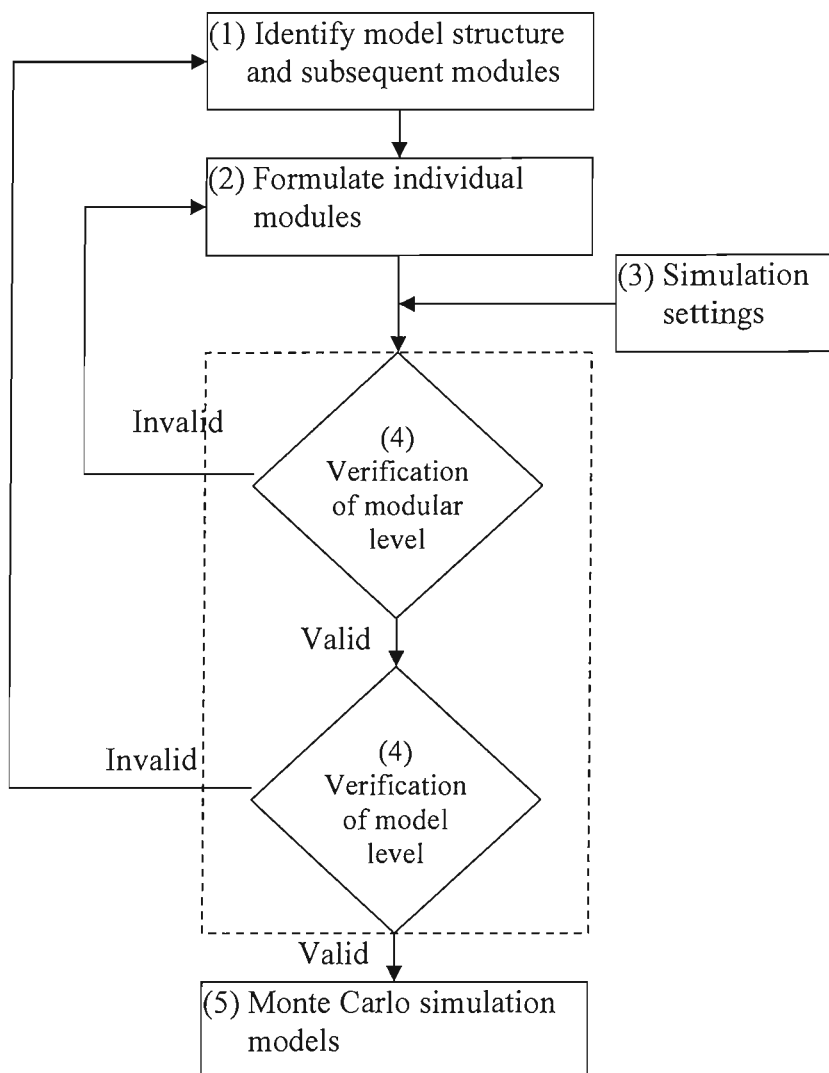 (1) Identify model structure
and subsequent modules
(2) Formulate individual
modules
(3) Simulation
settings
Invalid
(4)
Verification
of modular
level
Valid
Invalid
(4)
Verification
of model
level
Valid
(5) Monte Carlo simulation
models